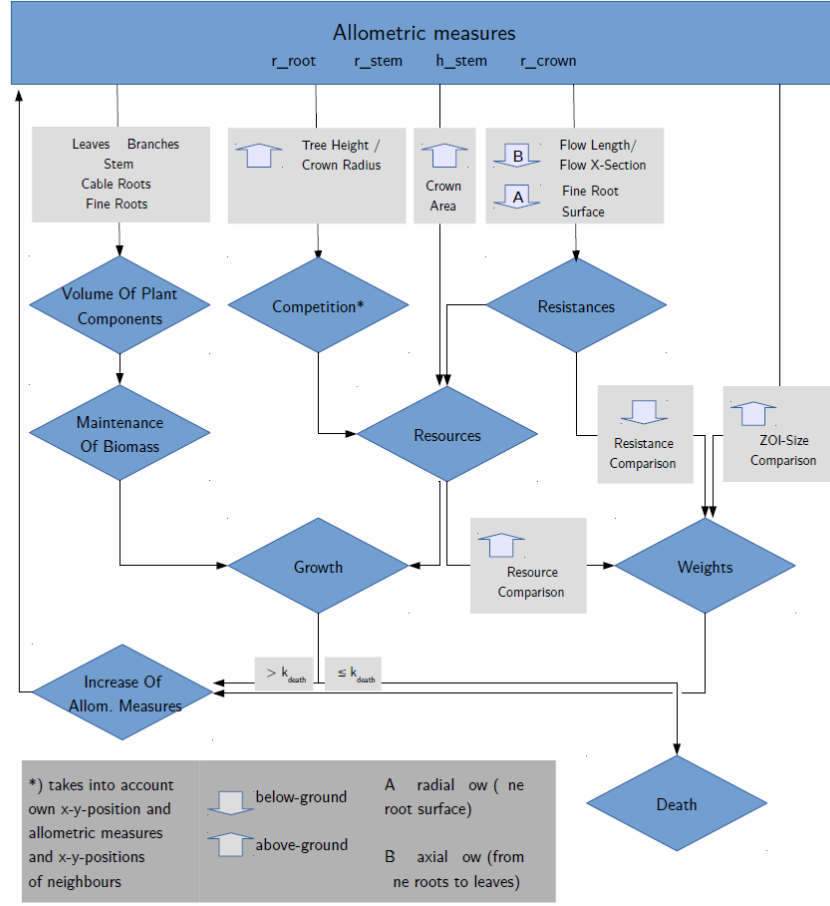 Allometric measures
r_root r_stem h_stem r_crown
Leaves Branches
Stem
Cable Roots
Fine Roots
Tree Height /
Crown Radius
Crown
Area
B Flow Length/
Flow X-Section
A Fine Root
Surface
Volume Of Plant
Components
Competition*
Resistances
Maintenance
Of Biomass
Resources
Resistance
Comparison
ZOI-Size
Comparison
Growth
Resource
Comparison
Weights
> k_death
≤ k_death
Increase Of
Allom. Measures
Death
*) takes into account
own x-y-position and
allometric measures
and x-y-positions
of neighbours
below-ground
above-ground
A radial ow ( ne
root surface)
B axial ow (from
ne roots to leaves)